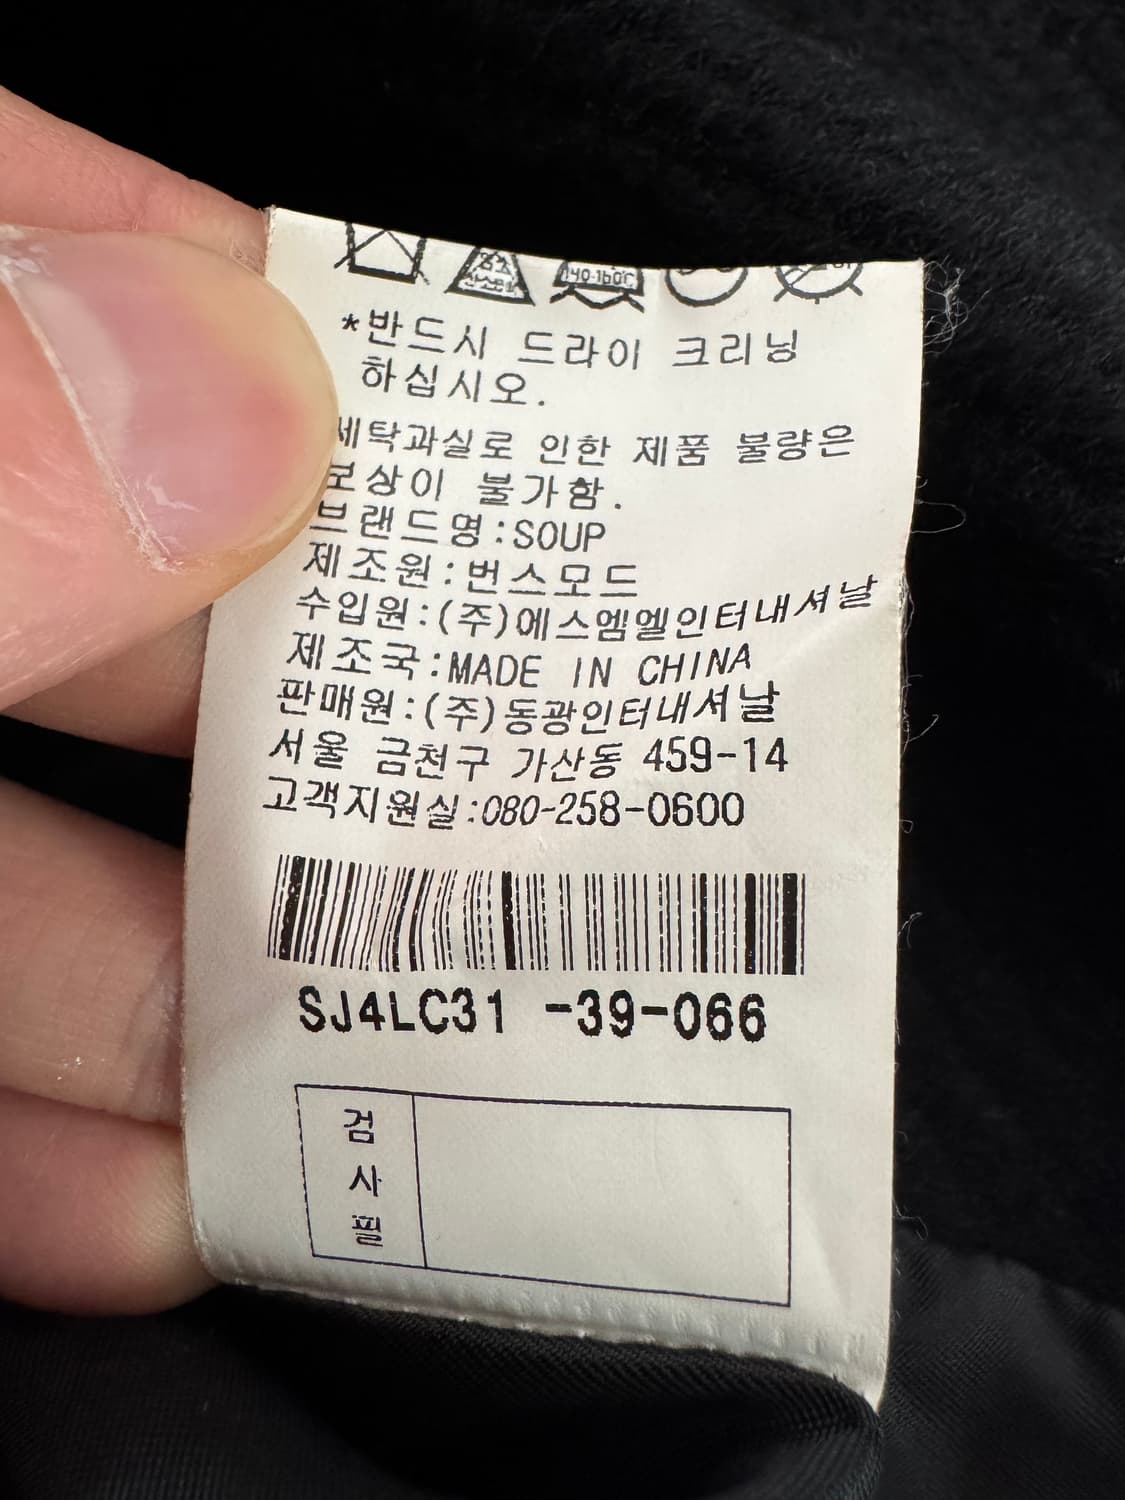 140-160℃
*반드시 드라이 크리닝
하십시오.
세탁과실로 인한 제품 불량은
보상이 불가함.
브랜드명:SOUP
제조원:번스모드
수입원:(주)에스엠엘인터내셔날
제조국:MADE IN CHINA
판매원:(주)동광인터내셔날
서울 금천구 가산동 459-14
고객지원실:080-258-0600
SJ4LC31 -39-066
검
사
필